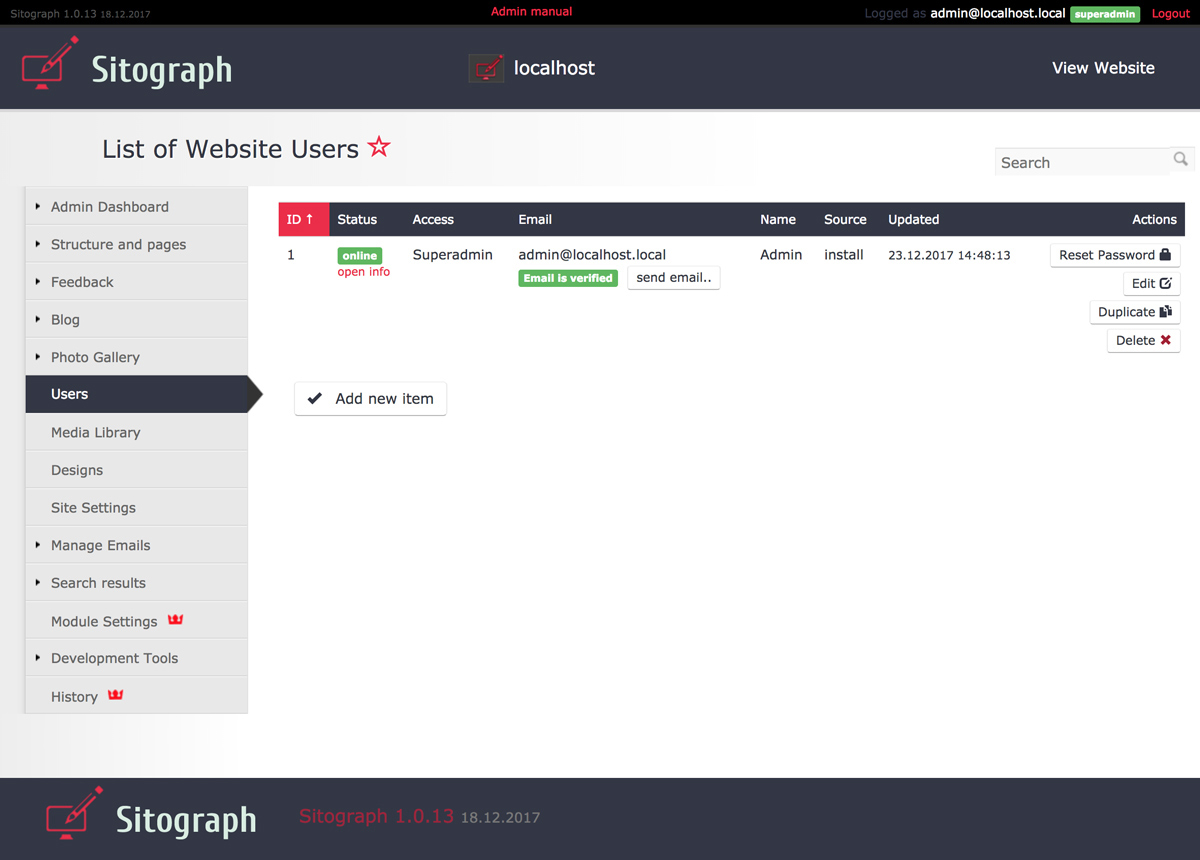 Sitograph 1.0.13 18.12.2017
Admin manual
Logged as admin@localhost.local superadmin Logout
Sitograph
localhost
View Website
List of Website Users
Search
Admin Dashboard
Structure and pages
Feedback
Blog
Photo Gallery
Users
Media Library
Designs
Site Settings
Manage Emails
Search results
Module Settings
Development Tools
History
ID ↑ Status Access Email Name Source Updated Actions
1 online Superadmin admin@localhost.local Admin install 23.12.2017 14:48:13 Reset Password
open info Email is verified send email..
Edit
Duplicate
Delete
Add new item
Sitograph
Sitograph 1.0.13 18.12.2017